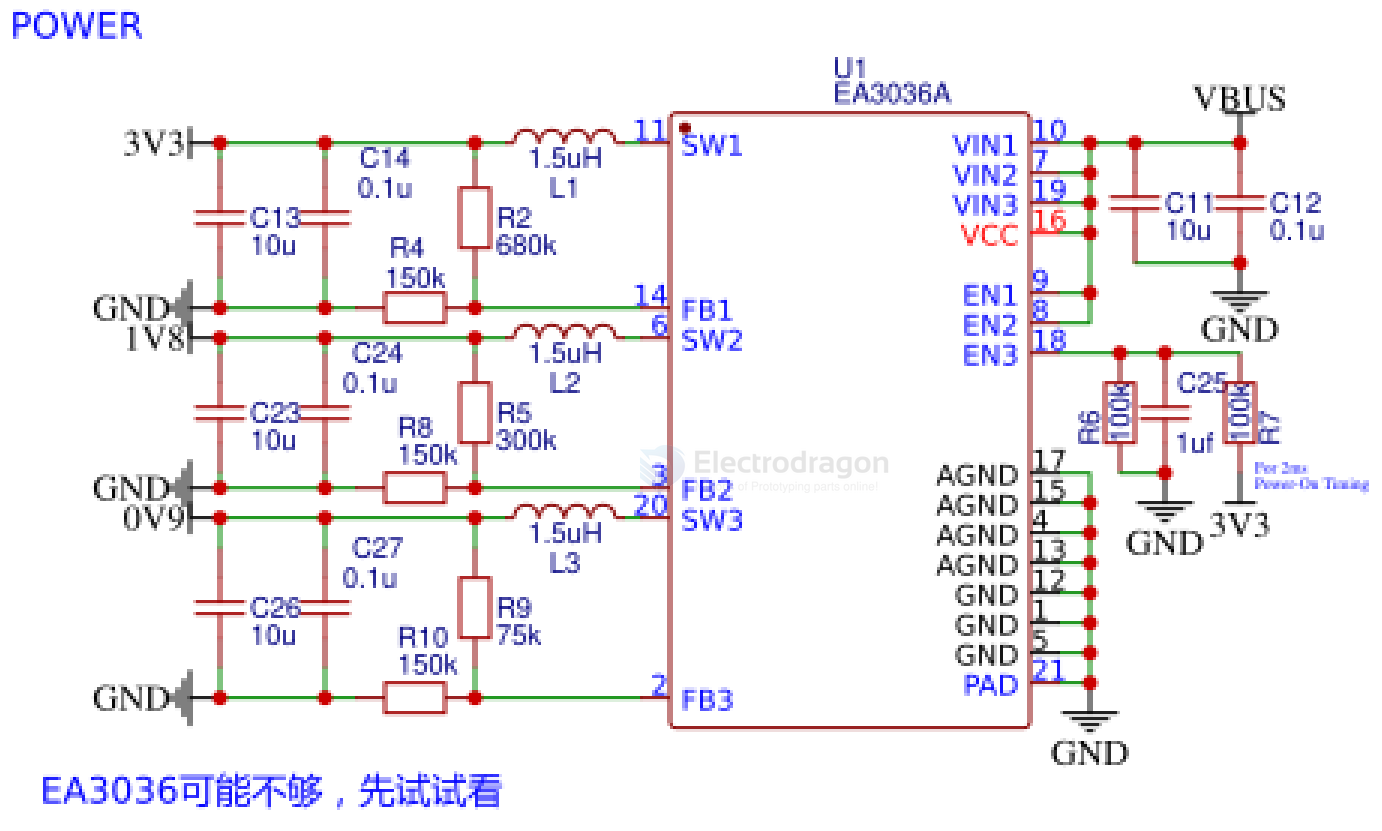 POWER
U1
EA3036A
VBUS
3V3
C14
0.1u
1.5uH
L1
11
SW1
VIN1
10
VIN2
7
VIN3
19
VCC
16
C13
10u
R2
680k
C11
10u
C12
0.1u
R4
150k
GND
14
FB1
EN1
9
EN2
8
EN3
18
GND
1V8
C24
0.1u
1.5uH
L2
6
SW2
C23
10u
R5
300k
R8
150k
R6
100k
C25
1uf
100k
R7
For 2ms
Power-On Timing
GND
3V3
Electrodragon
of Prototyping parts online!
GND
3
FB2
0V9
20
SW3
1.5uH
L3
C27
0.1u
C26
10u
R9
75k
R10
150k
GND
2
FB3
AGND
17
AGND
15
AGND
4
AGND
13
GND
12
GND
1
GND
5
PAD
21
GND
EA3036可能不够，先试试看